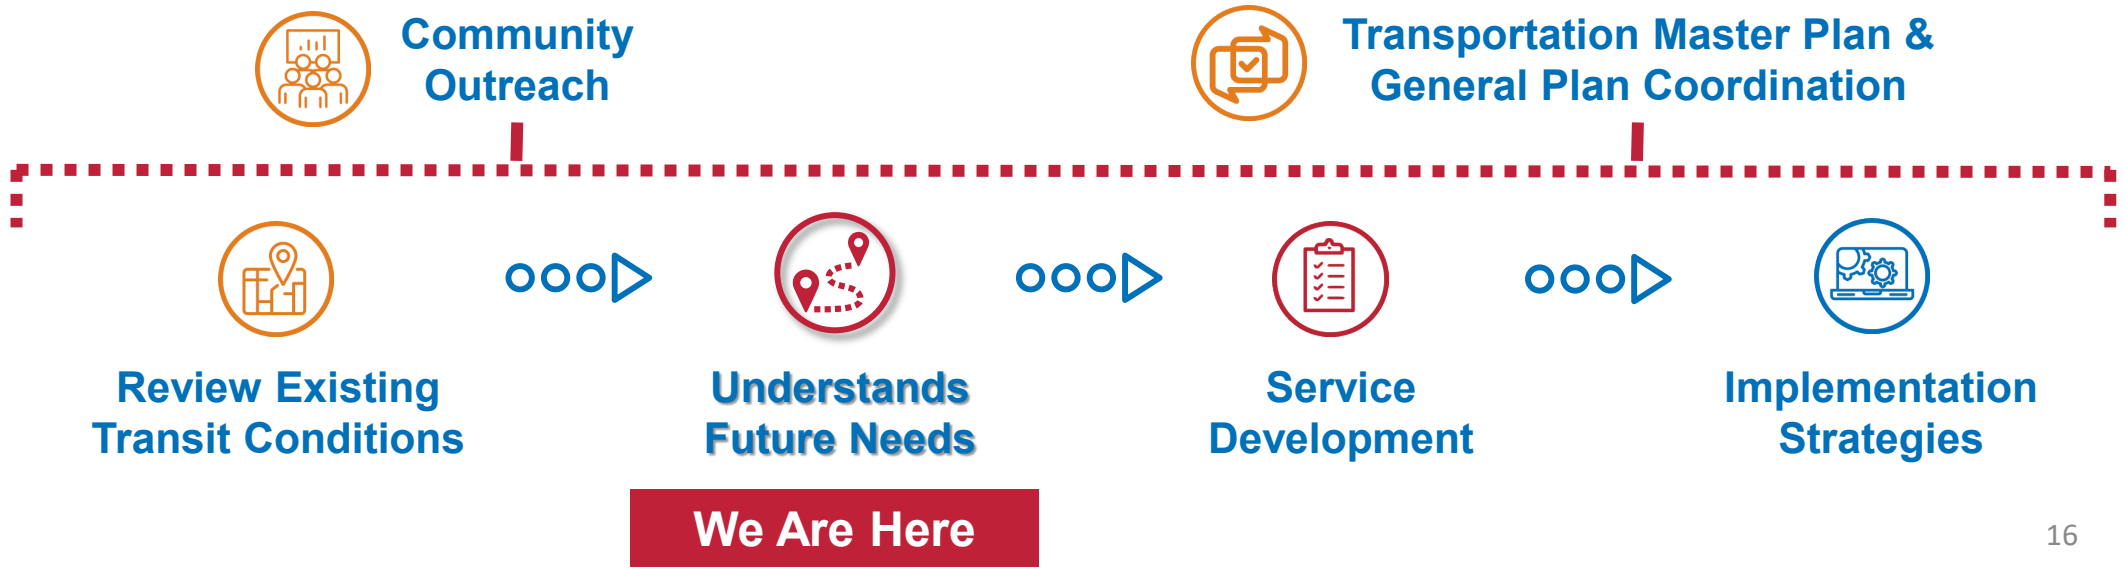 Community
Outreach
Transportation Master Plan &
General Plan Coordination
Review Existing
Transit Conditions
Understands
Future Needs
Service
Development
Implementation
Strategies
We Are Here
16